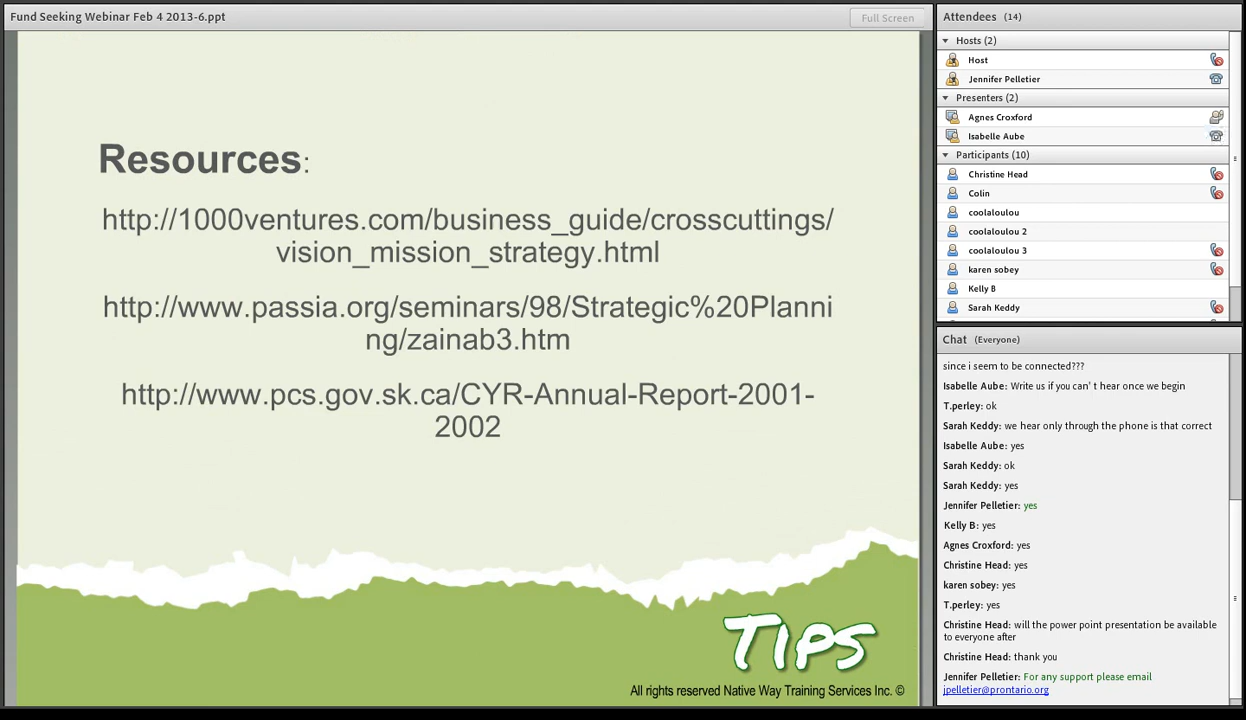 Fund Seeking Webinar Feb 4 2013-6.ppt
Full Screen
Resources:
http://1000ventures.com/business_guide/crosscuttings/
vision_mission_strategy.html
http://www.passia.org/seminars/98/Strategic%20Planni
ng/zainab3.htm
http://www.pcs.gov.sk.ca/CYR-Annual-Report-2001-
2002
TIPS
All rights reserved Native Way Training Services Inc. ©
Attendees (14)
Hosts (2)
Host
Jennifer Pelletier
Presenters (2)
Agnes Croxford
Isabelle Aube
Participants (10)
Christine Head
Colin
coolaloulou
coolaloulou 2
coolaloulou 3
karen sobey
Kelly B
Sarah Keddy
Chat (Everyone)
since i seem to be connected???
Isabelle Aube: Write us if you can' t hear once we begin
T.perley: ok
Sarah Keddy: we hear only through the phone is that correct
Isabelle Aube: yes
Sarah Keddy: ok
Sarah Keddy: yes
Jennifer Pelletier: yes
Kelly B: yes
Agnes Croxford: yes
Christine Head: yes
karen sobey: yes
T.perley: yes
Christine Head: will the power point presentation be available
to everyone after
Christine Head: thank you
Jennifer Pelletier: For any support please email
jpelletier@prontario.org